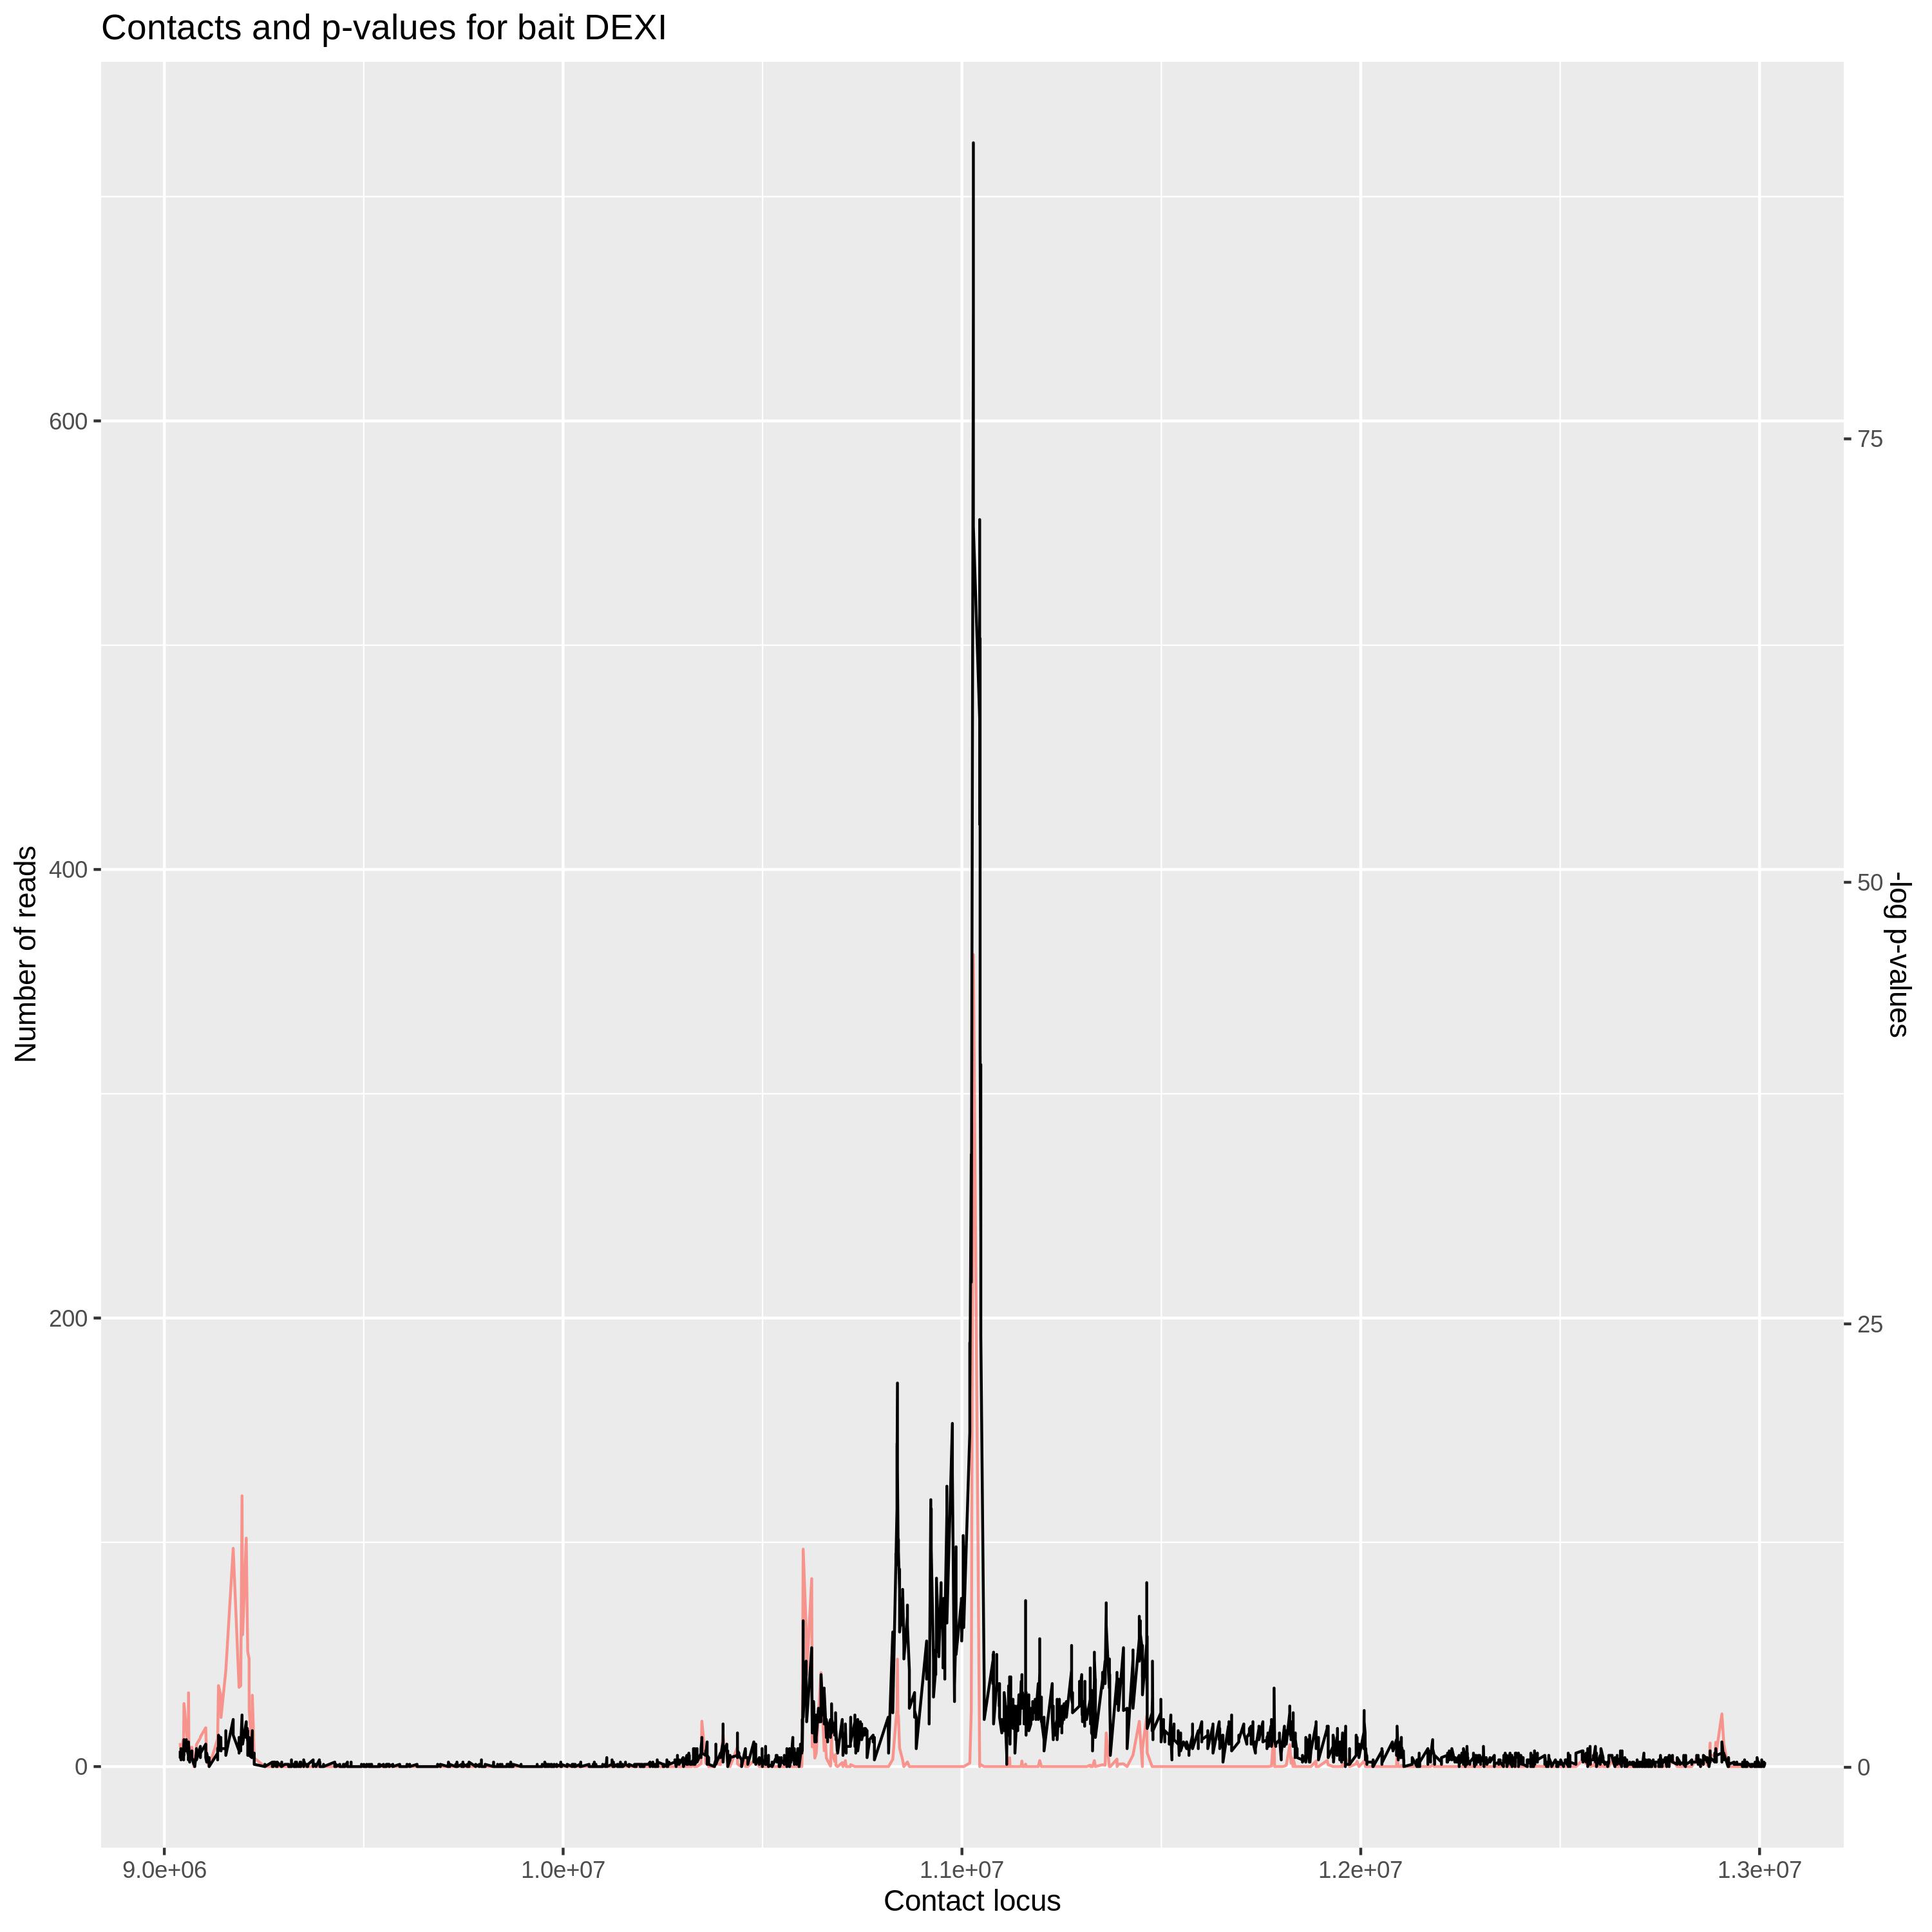 Contacts and p-values for bait DEXI
600
400
200
0
Number of reads
75
50
25
0
-log p-values
9.0e+06
1.0e+07
1.1e+07
1.2e+07
1.3e+07
Contact locus